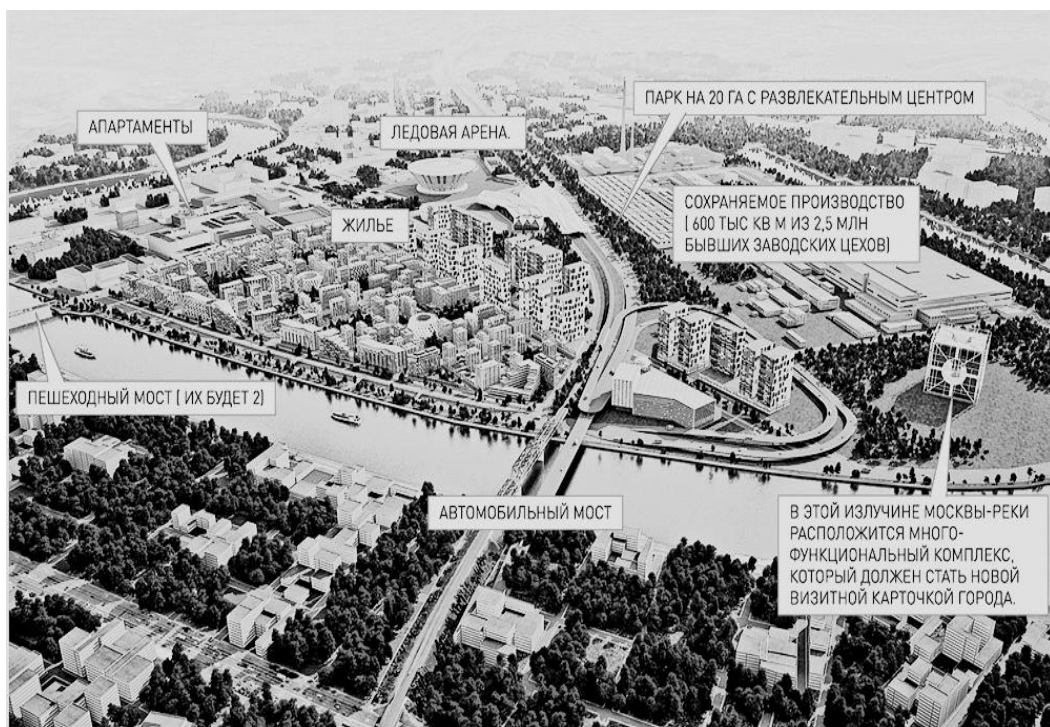 ПАРК НА 20 ГА С РАЗВЛЕКАТЕЛЬНЫМ ЦЕНТРОМ
АПАРТАМЕНТЫ
ЛЕДОВАЯ АРЕНА.
СОХРАНЯЕМОЕ ПРОИЗВОДСТВО
( 600 ТЫС КВ М ИЗ 2,5 МЛН
БЫВШИХ ЗАВОДСКИХ ЦЕХОВ)
ЖИЛЬЕ
ПЕШЕХОДНЫЙ МОСТ ( ИХ БУДЕТ 2)
АВТОМОБИЛЬНЫЙ МОСТ
В ЭТОЙ ИЗЛУЧИНЕ МОСКВЫ-РЕКИ
РАСПОЛОЖИТСЯ МНОГО-
ФУНКЦИОНАЛЬНЫЙ КОМПЛЕКС,
КОТОРЫЙ ДОЛЖЕН СТАТЬ НОВОЙ
ВИЗИТНОЙ КАРТОЧКОЙ ГОРОДА.